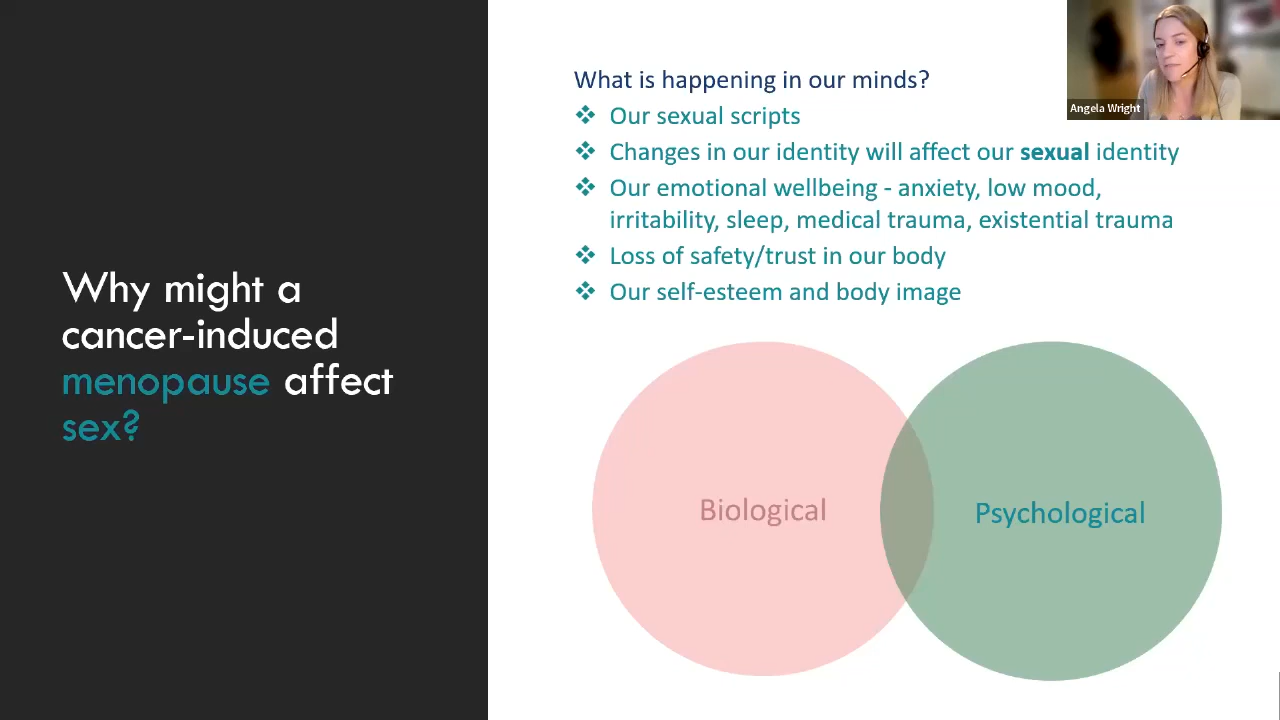 Why might a
cancer-induced
menopause affect
sex?
What is happening in our minds?
❖ Our sexual scripts
❖ Changes in our identity will affect our sexual identity
❖ Our emotional wellbeing - anxiety, low mood,
irritability, sleep, medical trauma, existential trauma
❖ Loss of safety/trust in our body
❖ Our self-esteem and body image
Biological
Psychological
Angela Wright